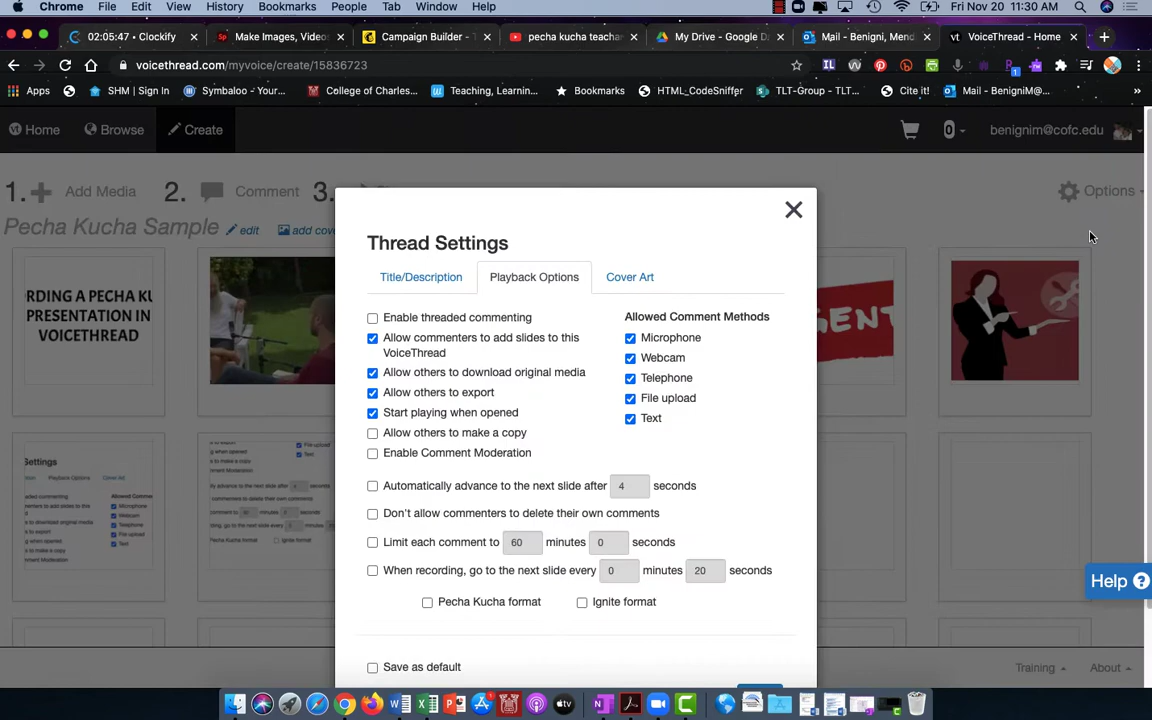 Chrome File Edit View History Bookmarks People Tab Window Help Fri Nov 20 11:30 AM
02:05:47 • Clockify Make Images, Videos Campaign Builder - T pecha kucha teacha My Drive - Google Da Mail - Benigni, Mend VoiceThread - Home
voicethread.com/myvoice/create/15836723
Apps SHM | Sign In Symbaloo - Your... College of Charles... Teaching, Learning... Bookmarks HTML_CodeSniffer TLT-Group - TLT... Cite it! Mail - BenigniM@... »
Home Browse Create 0 benignim@cofc.edu
1. Add Media 2. Comment 3. Options
Pecha Kucha Sample edit add cov
RDING A PECHA KU
PRESENTATION IN
VOICETHREAD
GENT
Thread Settings
Title/Description Playback Options Cover Art
Enable threaded commenting
Allow commenters to add slides to this
VoiceThread
Allow others to download original media
Allow others to export
Start playing when opened
Allow others to make a copy
Enable Comment Moderation
Allowed Comment Methods
Microphone
Webcam
Telephone
File upload
Text
Automatically advance to the next slide after 4 seconds
Don't allow commenters to delete their own comments
Limit each comment to 60 minutes 0 seconds
When recording, go to the next slide every 0 minutes 20 seconds
Pecha Kucha format Ignite format
Save as default
Settings
Help
Training About